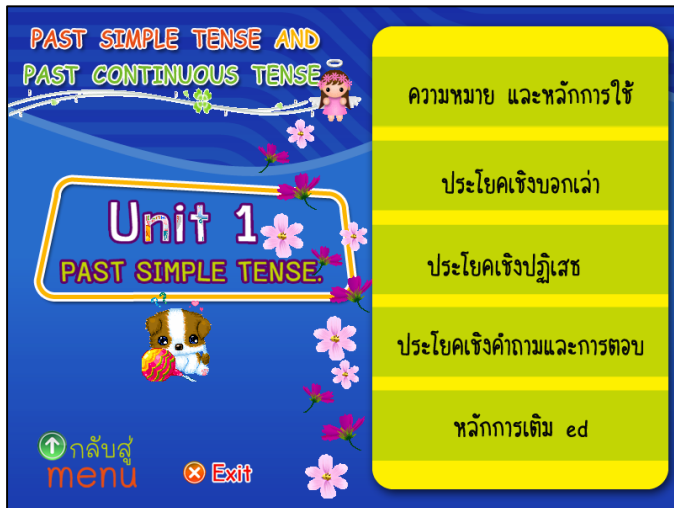 PAST SIMPLE TENSE AND
PAST CONTINUOUS TENSE
Unit 1
PAST SIMPLE TENSE.
กลับสู่
menu
Exit
ความหมาย และหลักการใช้
ประโยคเชิงบอกเล่า
ประโยคเชิงปฏิเสธ
ประโยคเชิงคำถามและการตอบ
หลักการเติม ed